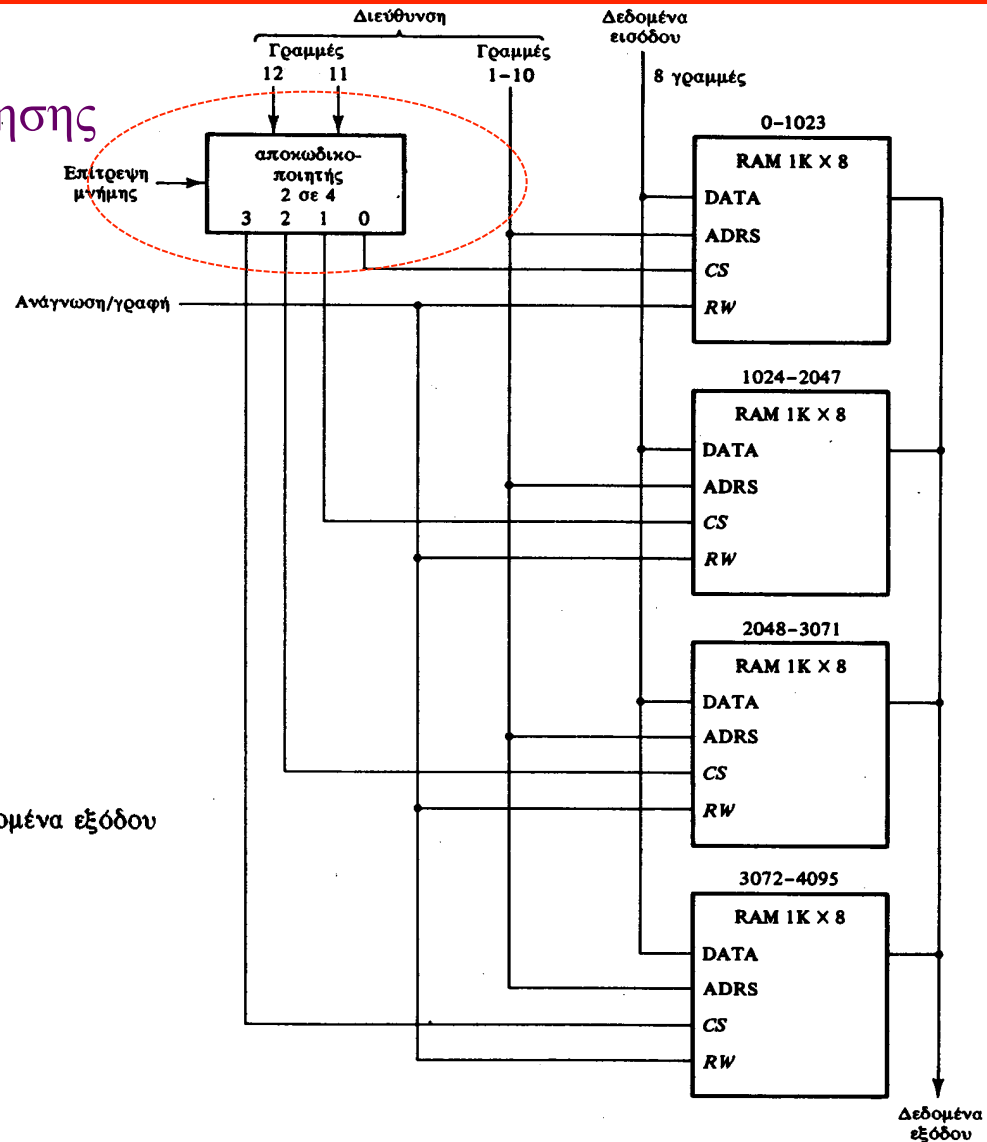 Διεύθυνση
Γραμμές
12 11
Γραμμές
1-10
Δεδομένα
εισόδου
8 γραμμές
ησης
Επίτρεψη
μνήμης
αποκωδικο-
ποιητής
2 σε 4
3 2 1 0
Ανάγνωση/γραφή
0-1023
RAM 1K × 8
DATA
ADRS
CS
RW
1024-2047
RAM 1K × 8
DATA
ADRS
CS
RW
2048-3071
RAM 1K × 8
DATA
ADRS
CS
RW
ομένα εξόδου
3072-4095
RAM 1K × 8
DATA
ADRS
CS
RW
Δεδομένα
εξόδου